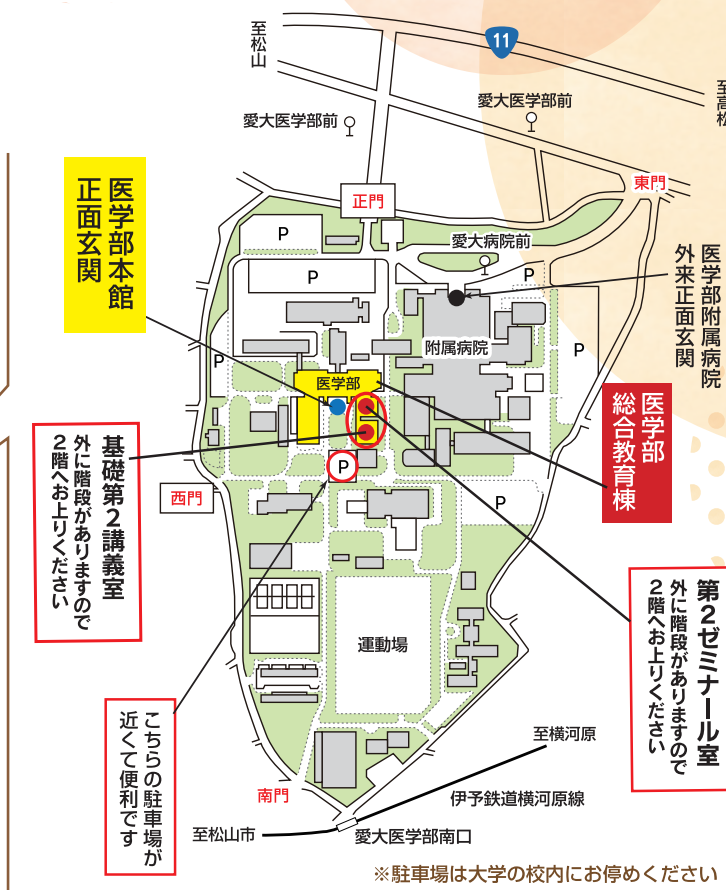 至松山
11
至高松
愛大医学部前
愛大医学部前
東門
正門
医学部本館
正面玄関
P
愛大病院前
P
P
医学部附属病院
外来正面玄関
附属病院
P
P
医学部
医学部
総合教育棟
基礎第2講義室
外に階段がありますので
2階へお上りください
P
西門
P
第2ゼミナール室
外に階段がありますので
2階へお上りください
運動場
こちらの駐車場が
近くて便利です
至横河原
南門
伊予鉄道横河原線
至松山市
愛大医学部南口
※駐車場は大学の校内にお停めください